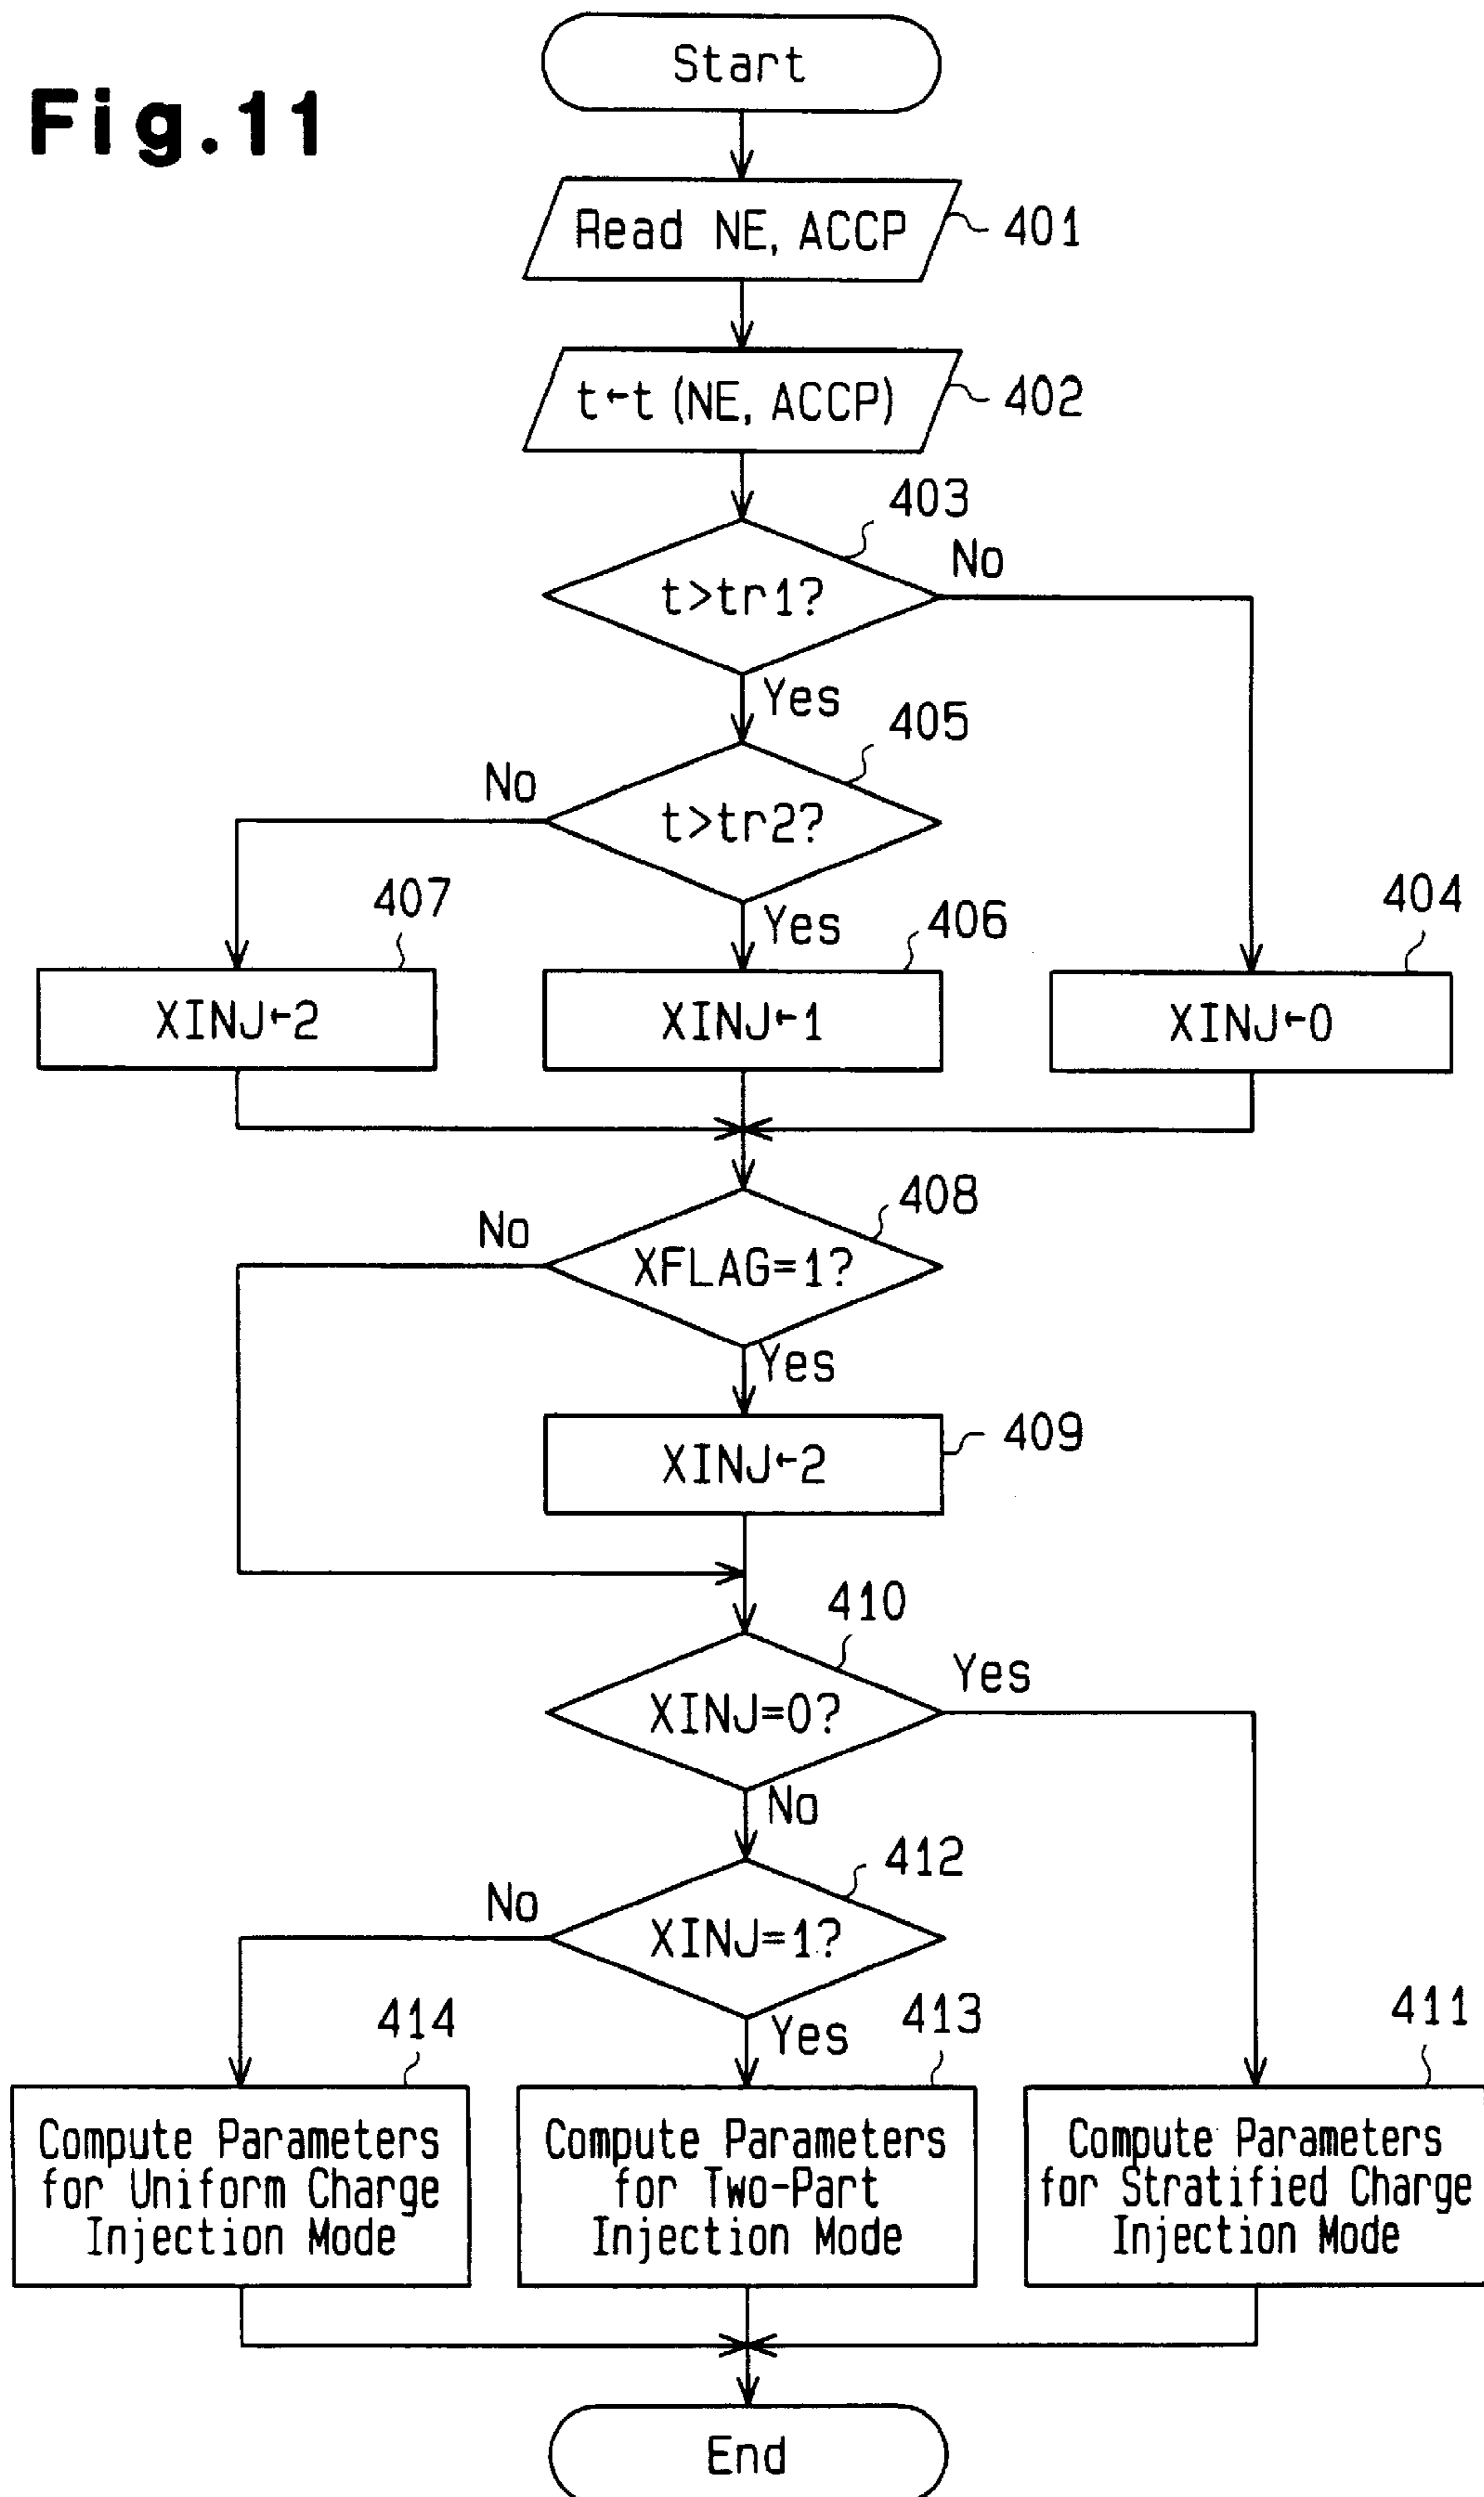 Fig.11
Start
Read NE, ACCP
401
t←t (NE, ACCP)
402
403
t>tr1?
No
Yes
405
t>tr2?
No
Yes
407
406
404
XINJ←2
XINJ←1
XINJ←0
408
XFLAG=1?
No
Yes
XINJ←2
409
410
XINJ=0?
Yes
No
412
XINJ=1?
No
Yes
414
413
411
Compute Parameters
for Uniform Charge
Injection Mode
Compute Parameters
for Two-Part
Injection Mode
Compute Parameters
for Stratified Charge
Injection Mode
End